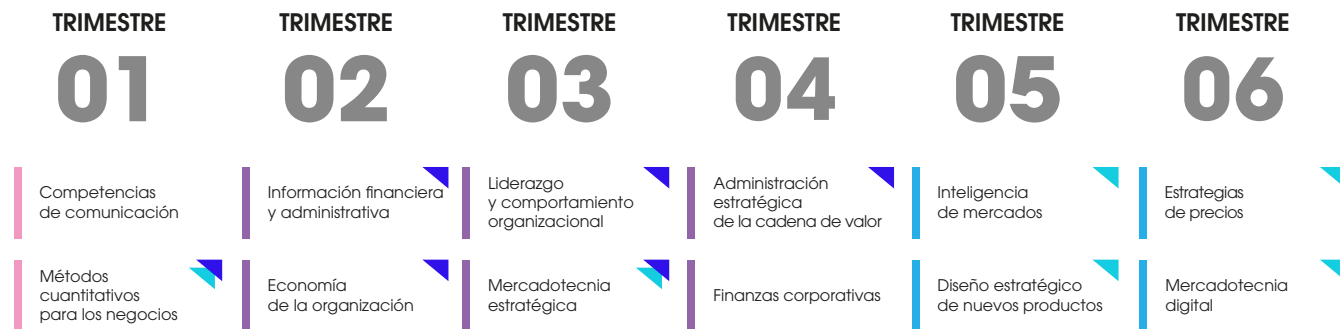 TRIMESTRE
01
Competencias
de comunicación
Métodos
cuantitativos
para los negocios
TRIMESTRE
02
Información financiera
y administrativa
Economía
de la organización
TRIMESTRE
03
Liderazgo
y comportamiento
organizacional
Mercadotecnia
estratégica
TRIMESTRE
04
Administración
estratégica
de la cadena de valor
Finanzas corporativas
TRIMESTRE
05
Inteligencia
de mercados
Diseño estratégico
de nuevos productos
TRIMESTRE
06
Estrategias
de precios
Mercadotecnia
digital